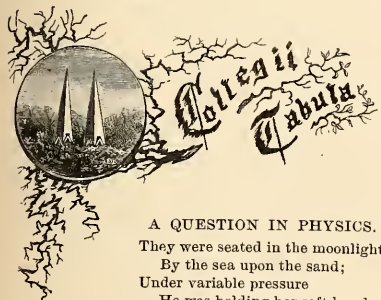 Collegii
Tabula
A QUESTION IN PHYSICS.
They were seated in the moonlight
By the sea upon the sand;
Under variable pressure
He was holding her soft hand